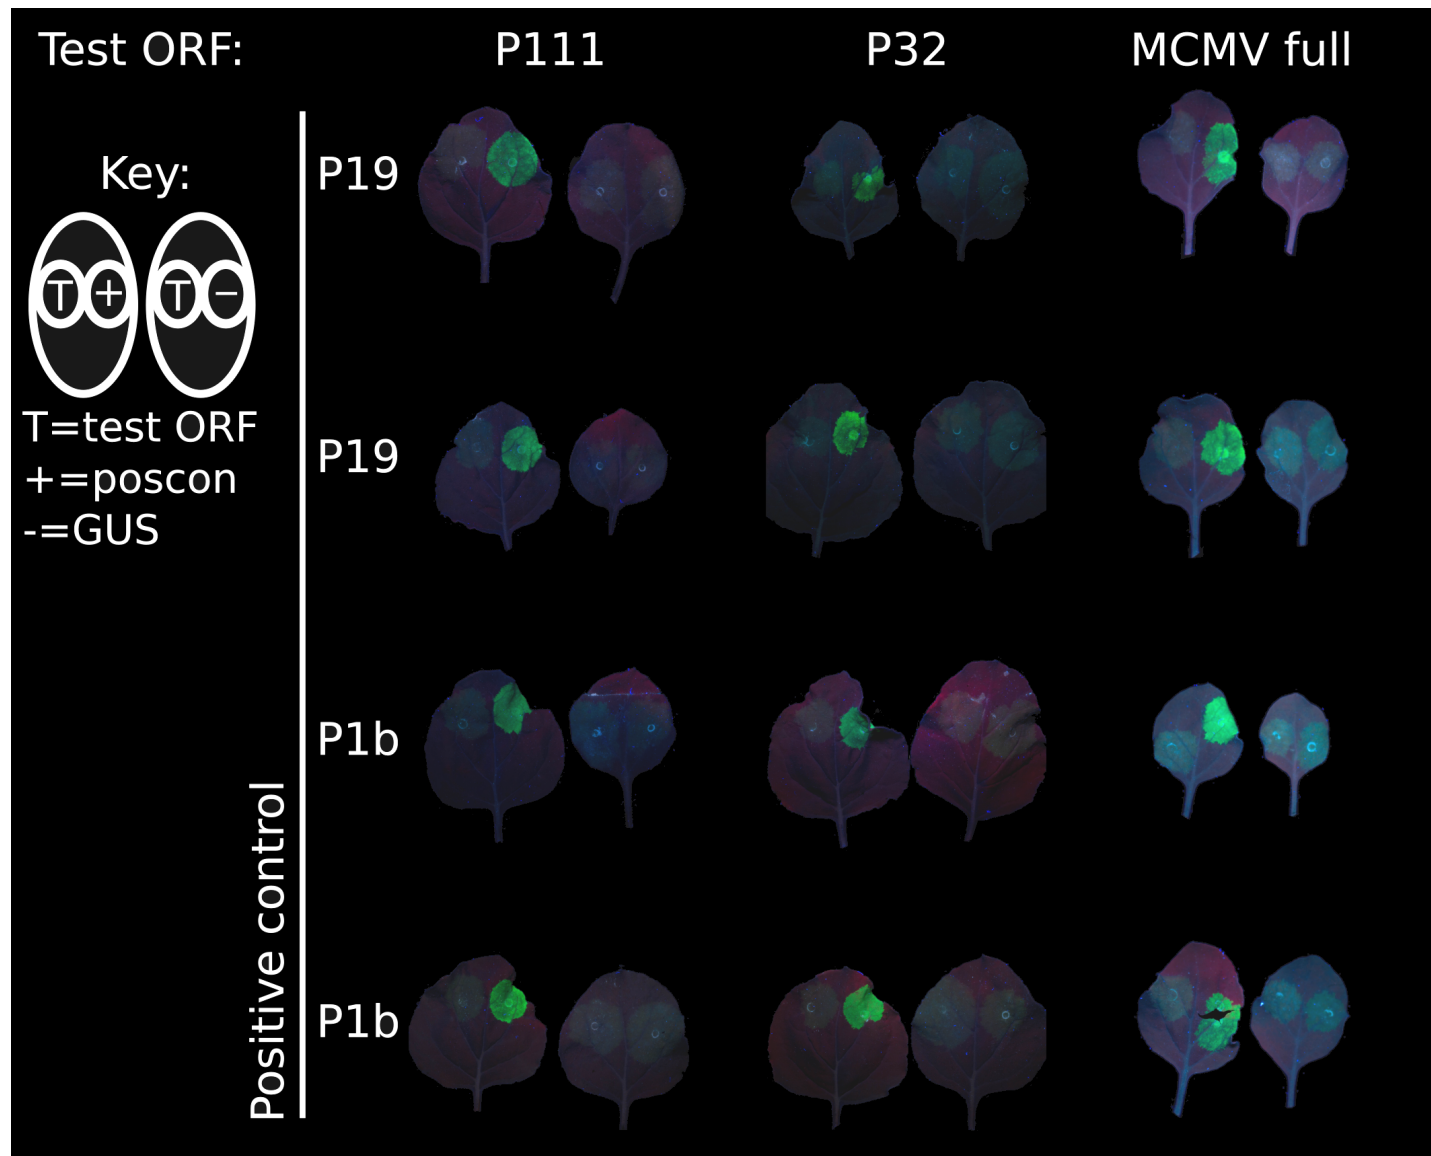 Test ORF: P111 P32 MCMV full
Key:
T + T −
T=test ORF
+=poscon
-=GUS
P19
P19
P1b
P1b
Positive control